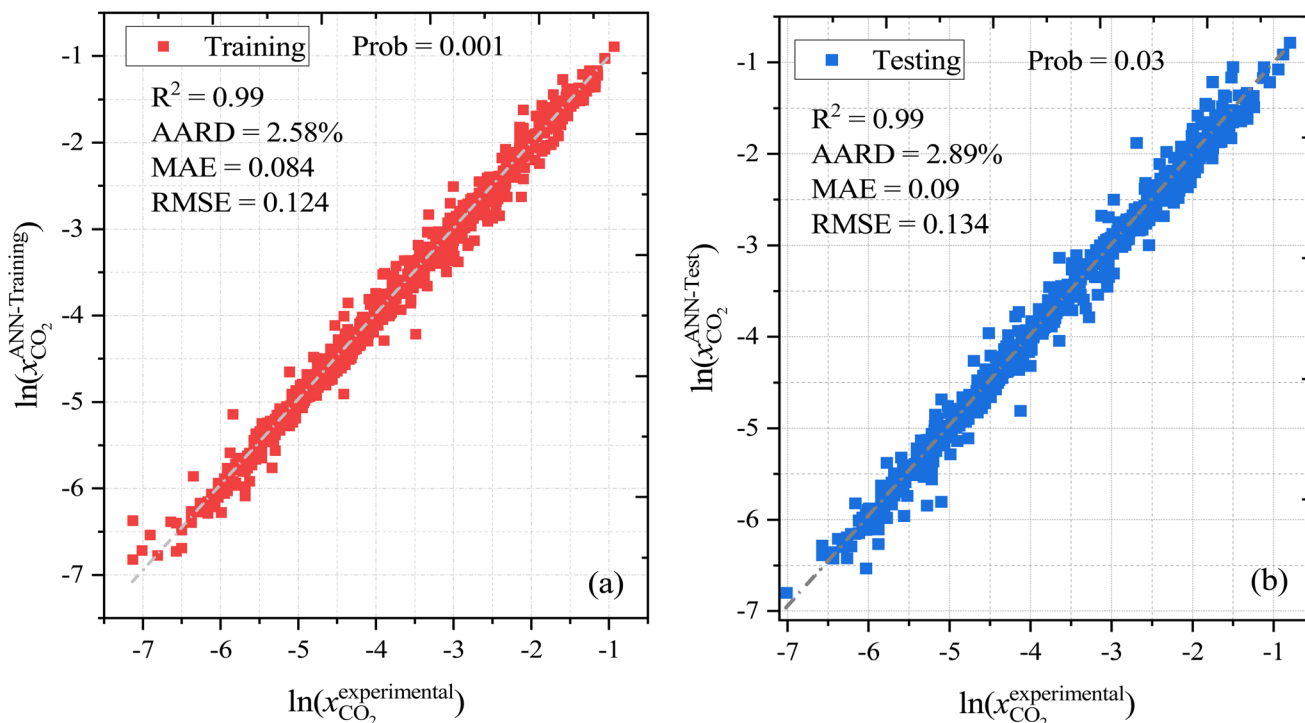 Training
Prob = 0.001
R² = 0.99
AARD = 2.58%
MAE = 0.084
RMSE = 0.124
-1
-2
-3
-4
-5
-6
-7
ln(x_CO₂^ANN-Training)
(a)
-7 -6 -5 -4 -3 -2 -1
ln(x_CO₂^experimental)
Testing
Prob = 0.03
R² = 0.99
AARD = 2.89%
MAE = 0.09
RMSE = 0.134
-1
-2
-3
-4
-5
-6
-7
ln(x_CO₂^ANN-Test)
(b)
-7 -6 -5 -4 -3 -2 -1
ln(x_CO₂^experimental)